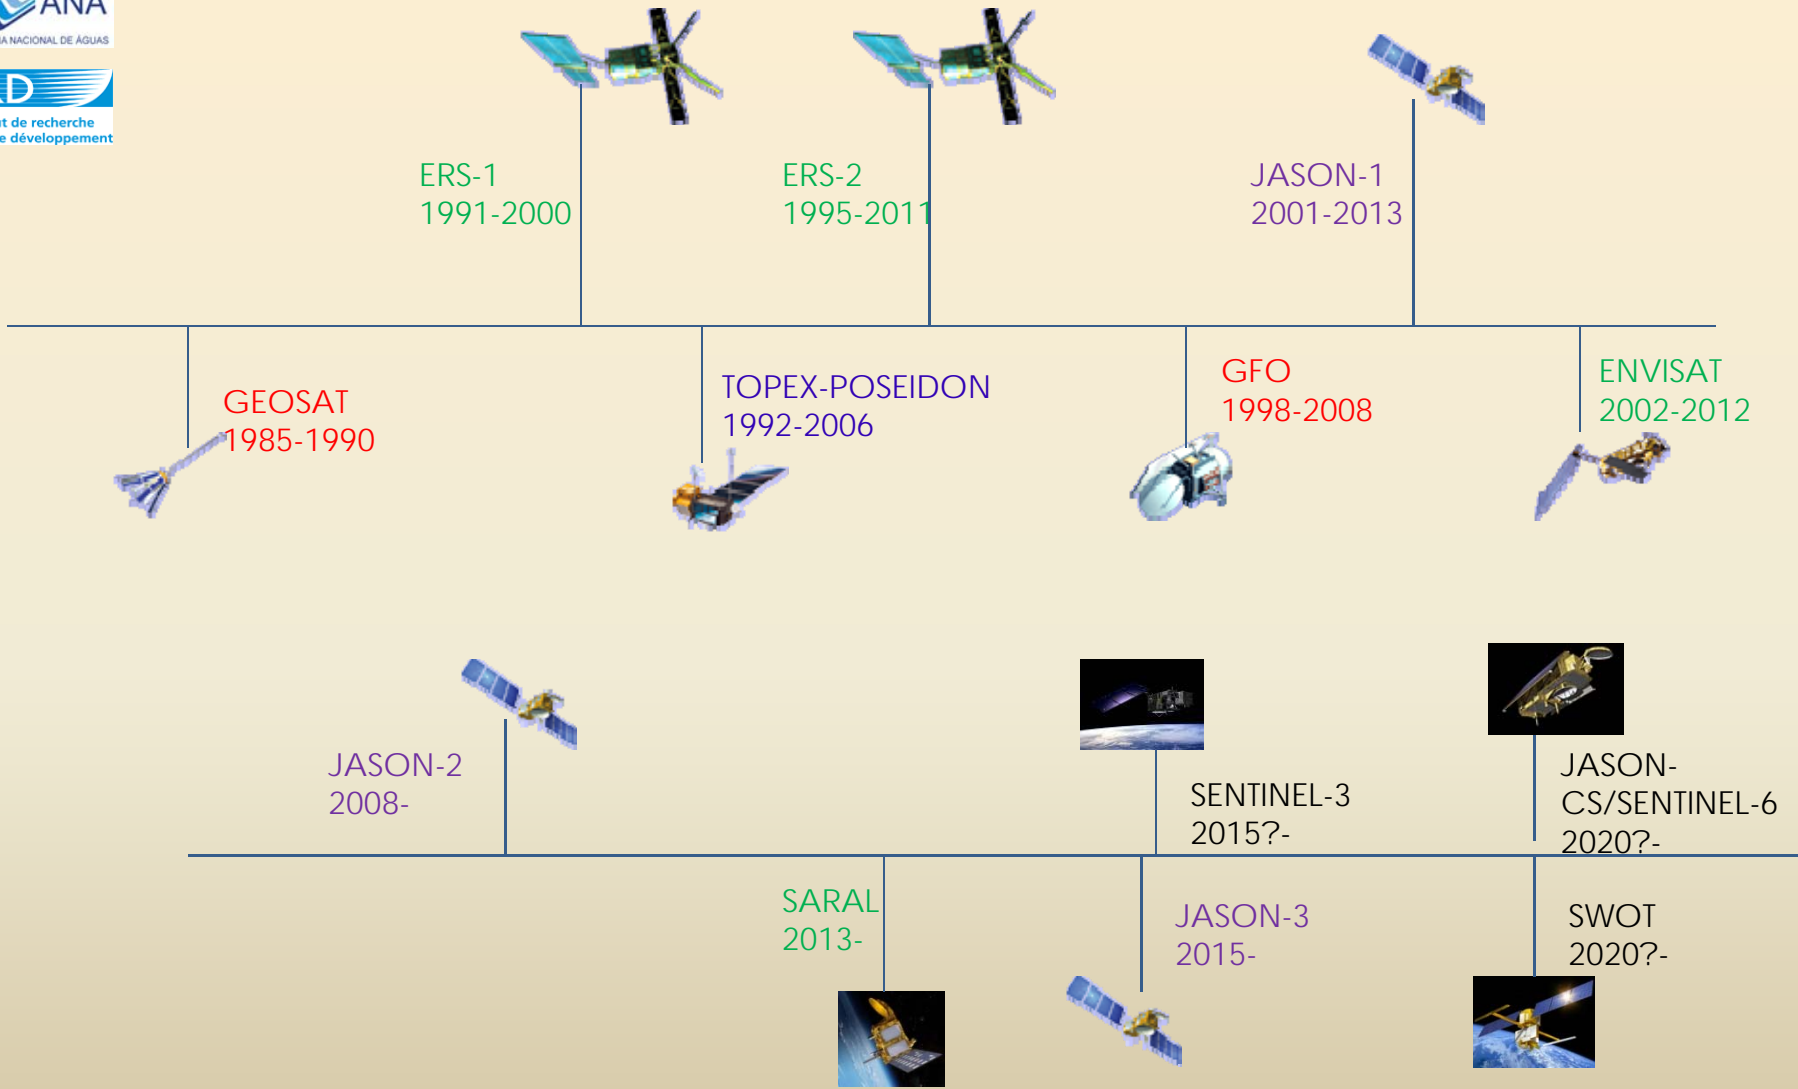 ANA
NACIONAL DE ÁGUAS
de recherche
développement
ERS-1
1991-2000
ERS-2
1995-2011
JASON-1
2001-2013
GEOSAT
1985-1990
TOPEX-POSEIDON
1992-2006
GFO
1998-2008
ENVISAT
2002-2012
JASON-2
2008-
SENTINEL-3
2015?-
JASON-
CS/SENTINEL-6
2020?-
SARAL
2013-
JASON-3
2015-
SWOT
2020?-